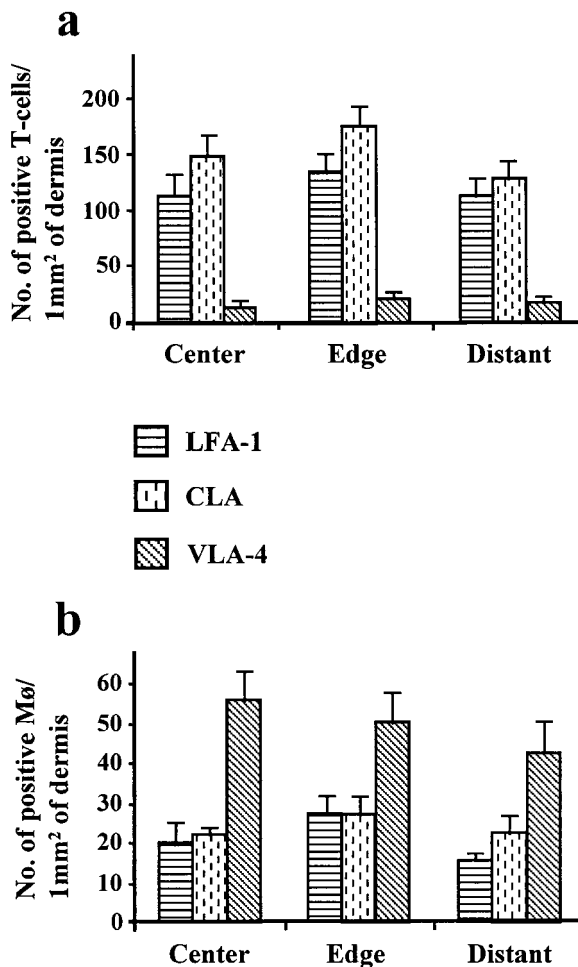 a
No. of positive T-cells/
1mm² of dermis
200
150
100
50
0
Center Edge Distant
LFA-1
CLA
VLA-4
b
No. of positive Mø/
1mm² of dermis
60
50
40
30
20
10
0
Center Edge Distant